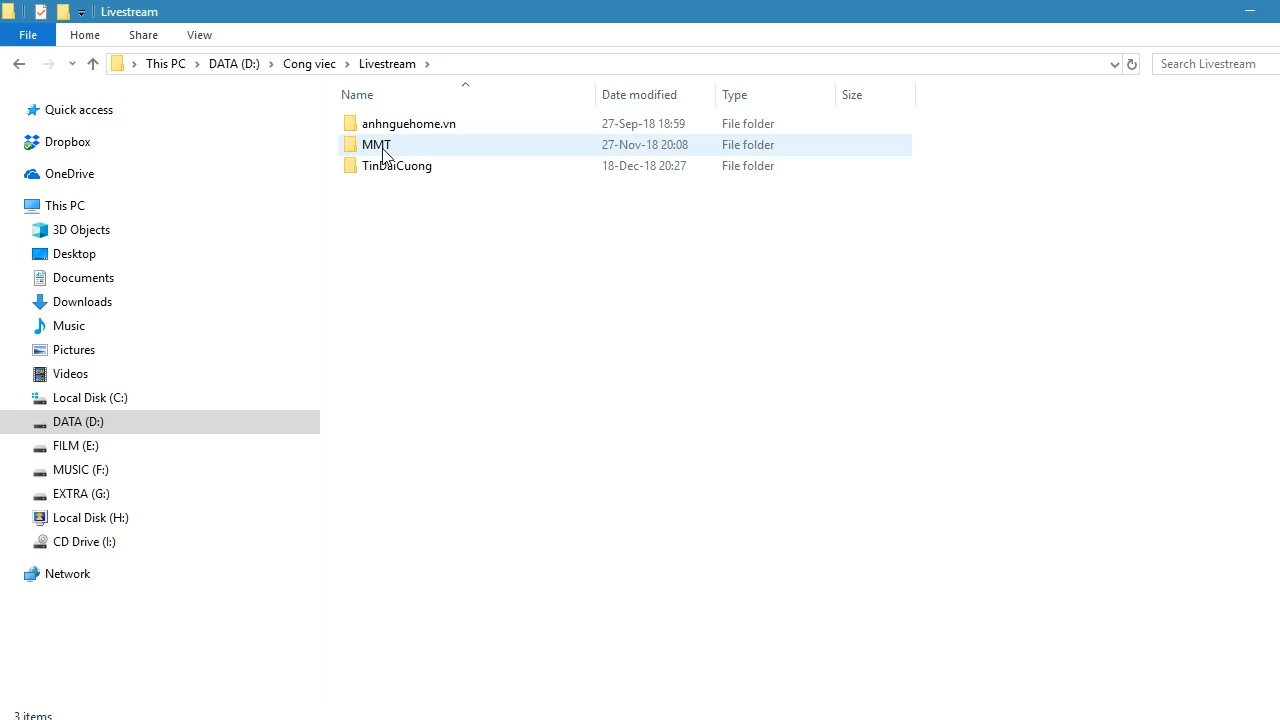 Livestream
File Home Share View
This PC DATA (D:) Cong viec Livestream Search Livestream
Name Date modified Type Size
anhnguehome.vn 27-Sep-18 18:59 File folder
MMT 27-Nov-18 20:08 File folder
TinDaiCuong 18-Dec-18 20:27 File folder
Quick access
Dropbox
OneDrive
This PC
3D Objects
Desktop
Documents
Downloads
Music
Pictures
Videos
Local Disk (C:)
DATA (D:)
FILM (E:)
MUSIC (F:)
EXTRA (G:)
Local Disk (H:)
CD Drive (I:)
Network
3 items